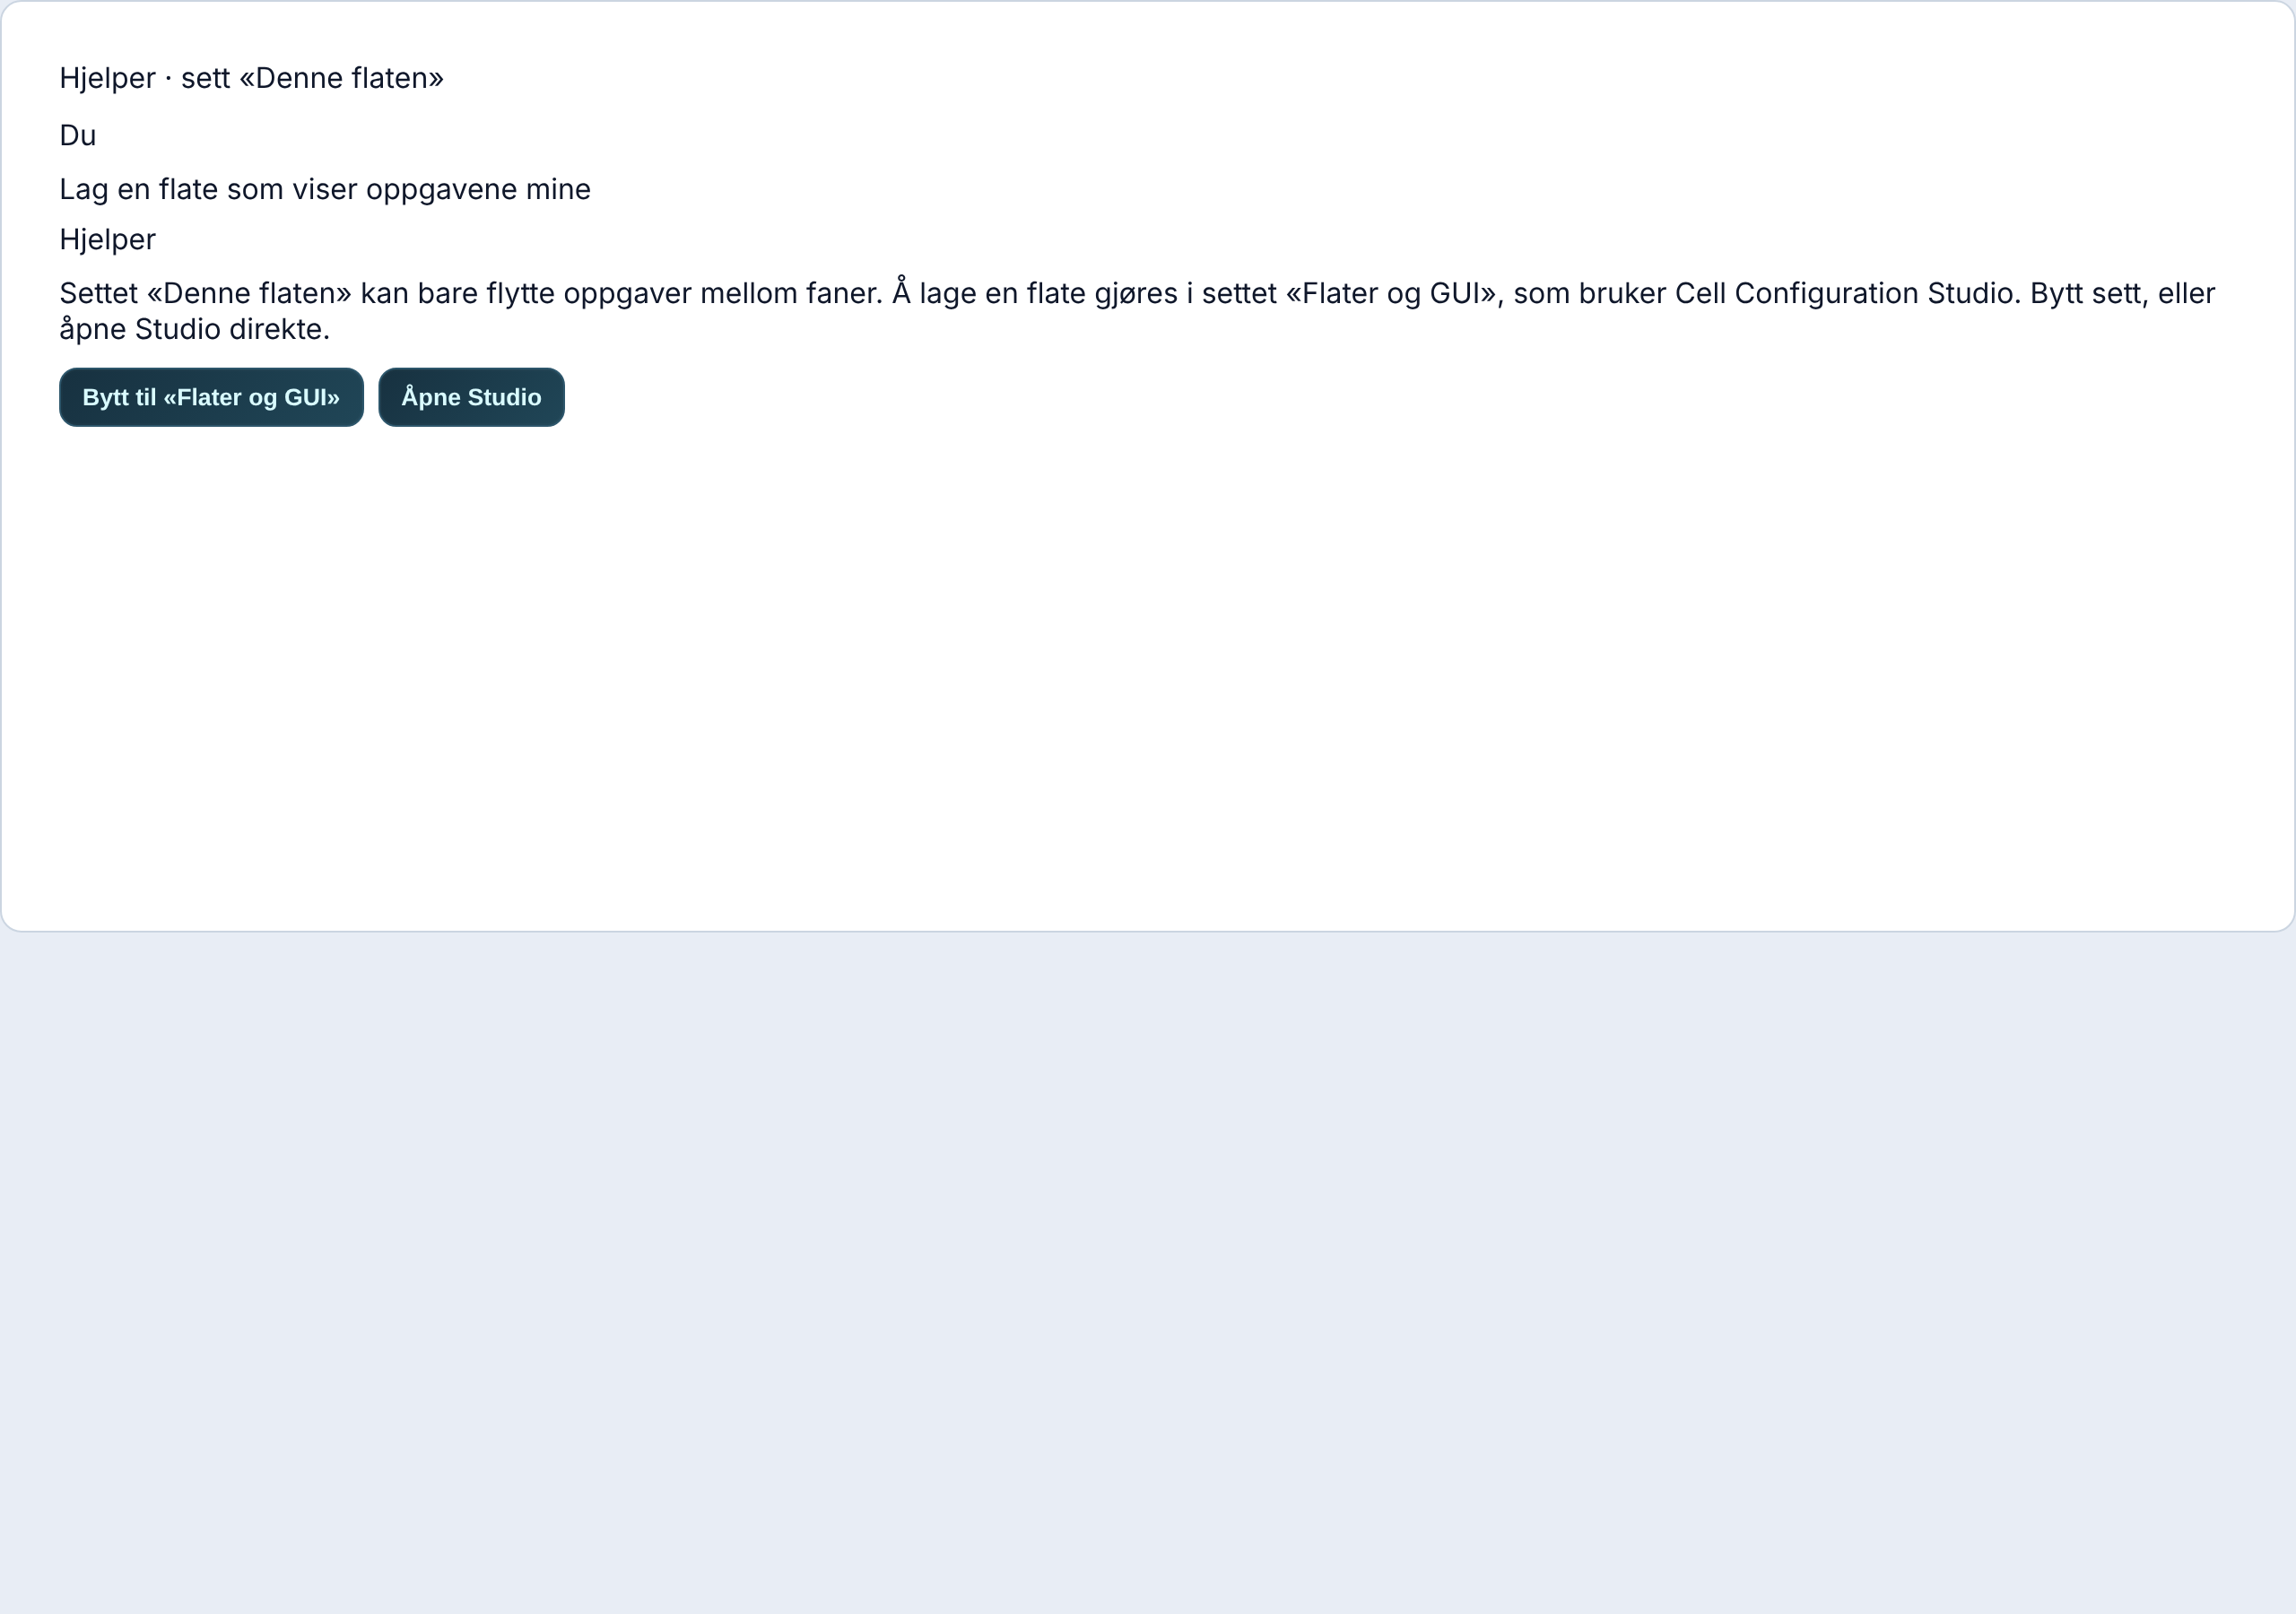 Hjelper · sett «Denne flaten»
Du
Lag en flate som viser oppgavene mine
Hjelper
Settet «Denne flaten» kan bare flytte oppgaver mellom faner. Å lage en flate gjøres i settet «Flater og GUI», som bruker Cell Configuration Studio. Bytt sett, eller
åpne Studio direkte.
Bytt til «Flater og GUI» Åpne Studio